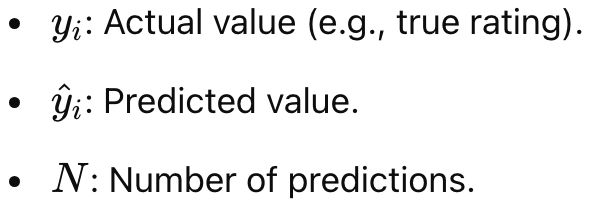 • yᵢ: Actual value (e.g., true rating).
• ŷᵢ: Predicted value.
• N: Number of predictions.